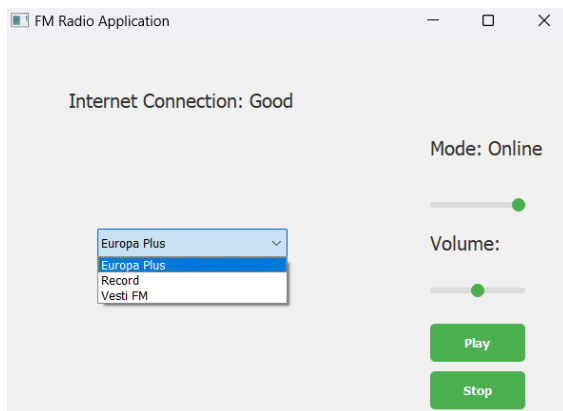 FM Radio Application
Internet Connection: Good
Mode: Online
Europa Plus
Europa Plus
Record
Vesti FM
Volume:
Play
Stop